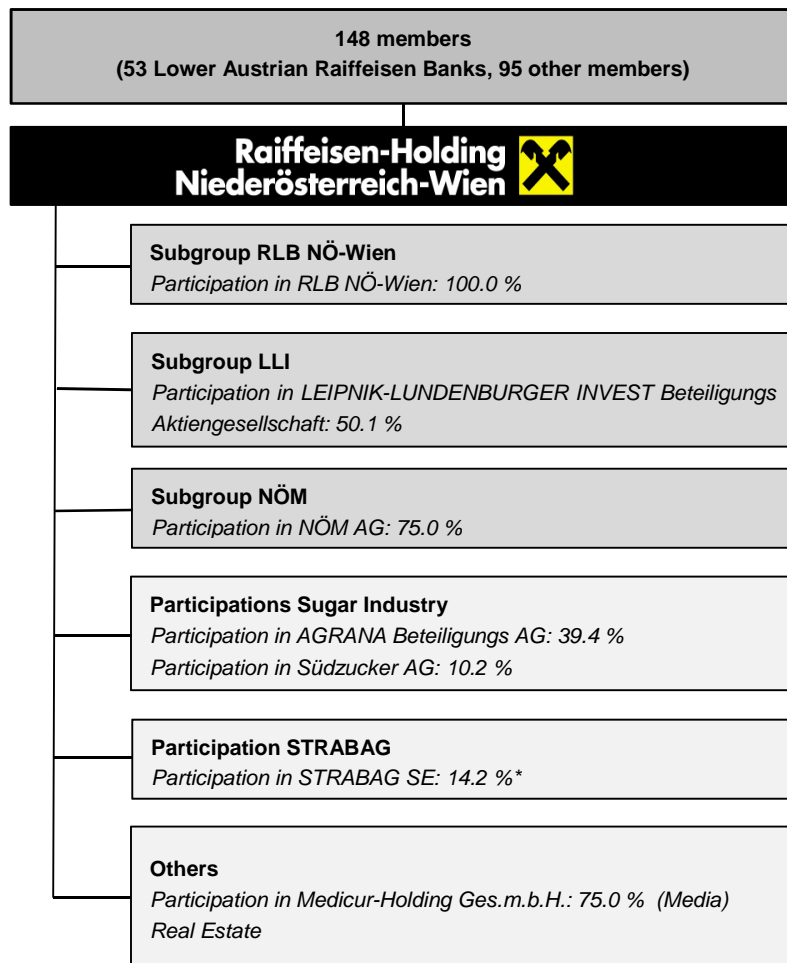 148 members
(53 Lower Austrian Raiffeisen Banks, 95 other members)
Raiffeisen-Holding
Niederösterreich-Wien
Subgroup RLB NÖ-Wien
Participation in RLB NÖ-Wien: 100.0 %
Subgroup LLI
Participation in LEIPNIK-LUNDENBURGER INVEST Beteiligungs
Aktiengesellschaft: 50.1 %
Subgroup NÖM
Participation in NÖM AG: 75.0 %
Participations Sugar Industry
Participation in AGRANA Beteiligungs AG: 39.4 %
Participation in Südzucker AG: 10.2 %
Participation STRABAG
Participation in STRABAG SE: 14.2 %*
Others
Participation in Medicur-Holding Ges.m.b.H.: 75.0 % (Media)
Real Estate